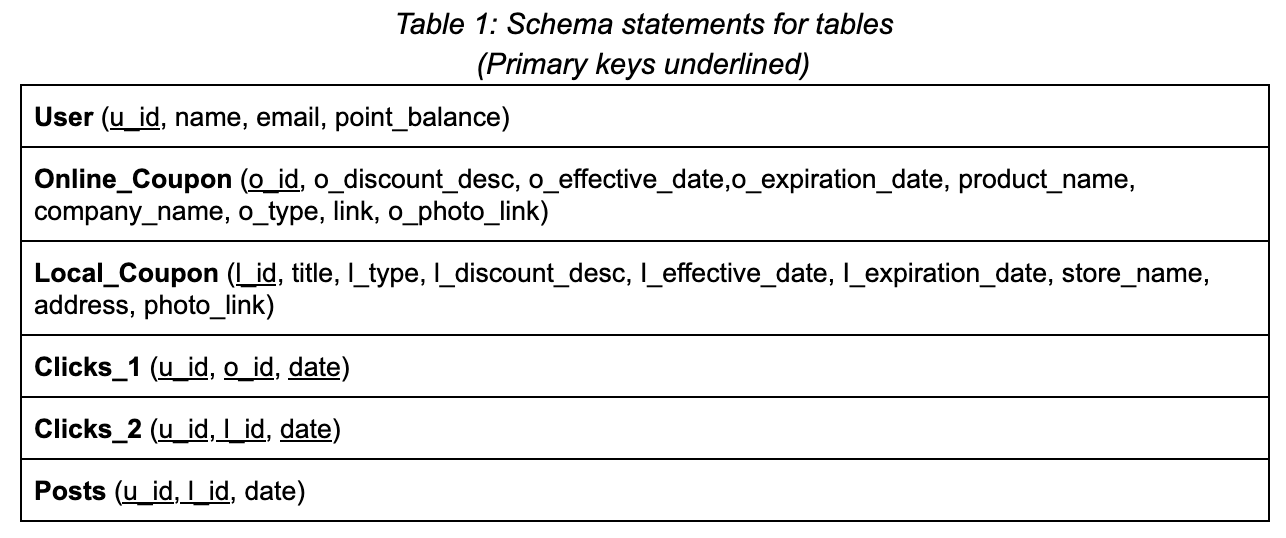 Table 1: Schema statements for tables
(Primary keys underlined)
User (u_id, name, email, point_balance)
Online_Coupon (o_id, o_discount_desc, o_effective_date,o_expiration_date, product_name,
company_name, o_type, link, o_photo_link)
Local_Coupon (l_id, title, l_type, l_discount_desc, l_effective_date, l_expiration_date, store_name,
address, photo_link)
Clicks_1 (u_id, o_id, date)
Clicks_2 (u_id, l_id, date)
Posts (u_id, l_id, date)